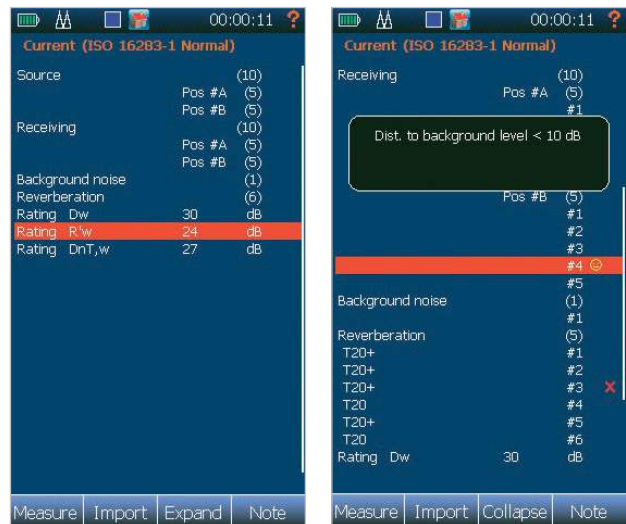 00:00:11 ?
Current (ISO 16283-1 Normal)
Source (10)
Pos #A (5)
Pos #B (5)
Receiving (10)
Pos #A (5)
Pos #B (5)
Background noise (1)
Reverberation (6)
Rating Dw 30 dB
Rating R'w 24 dB
Rating DnT,w 27 dB
Measure Import Expand Note
00:00:11 ?
Current (ISO 16283-1 Normal)
Receiving (10)
Pos #A (5)
#1
Dist. to background level < 10 dB
Pos #B (5)
#1
#2
#3
#4
#5
Background noise (1)
#1
Reverberation (5)
T20+ #1
T20+ #2
T20+ #3
T20 #4
T20+ #5
T20 #6
Rating Dw 30 dB
Measure Import Collapse Note